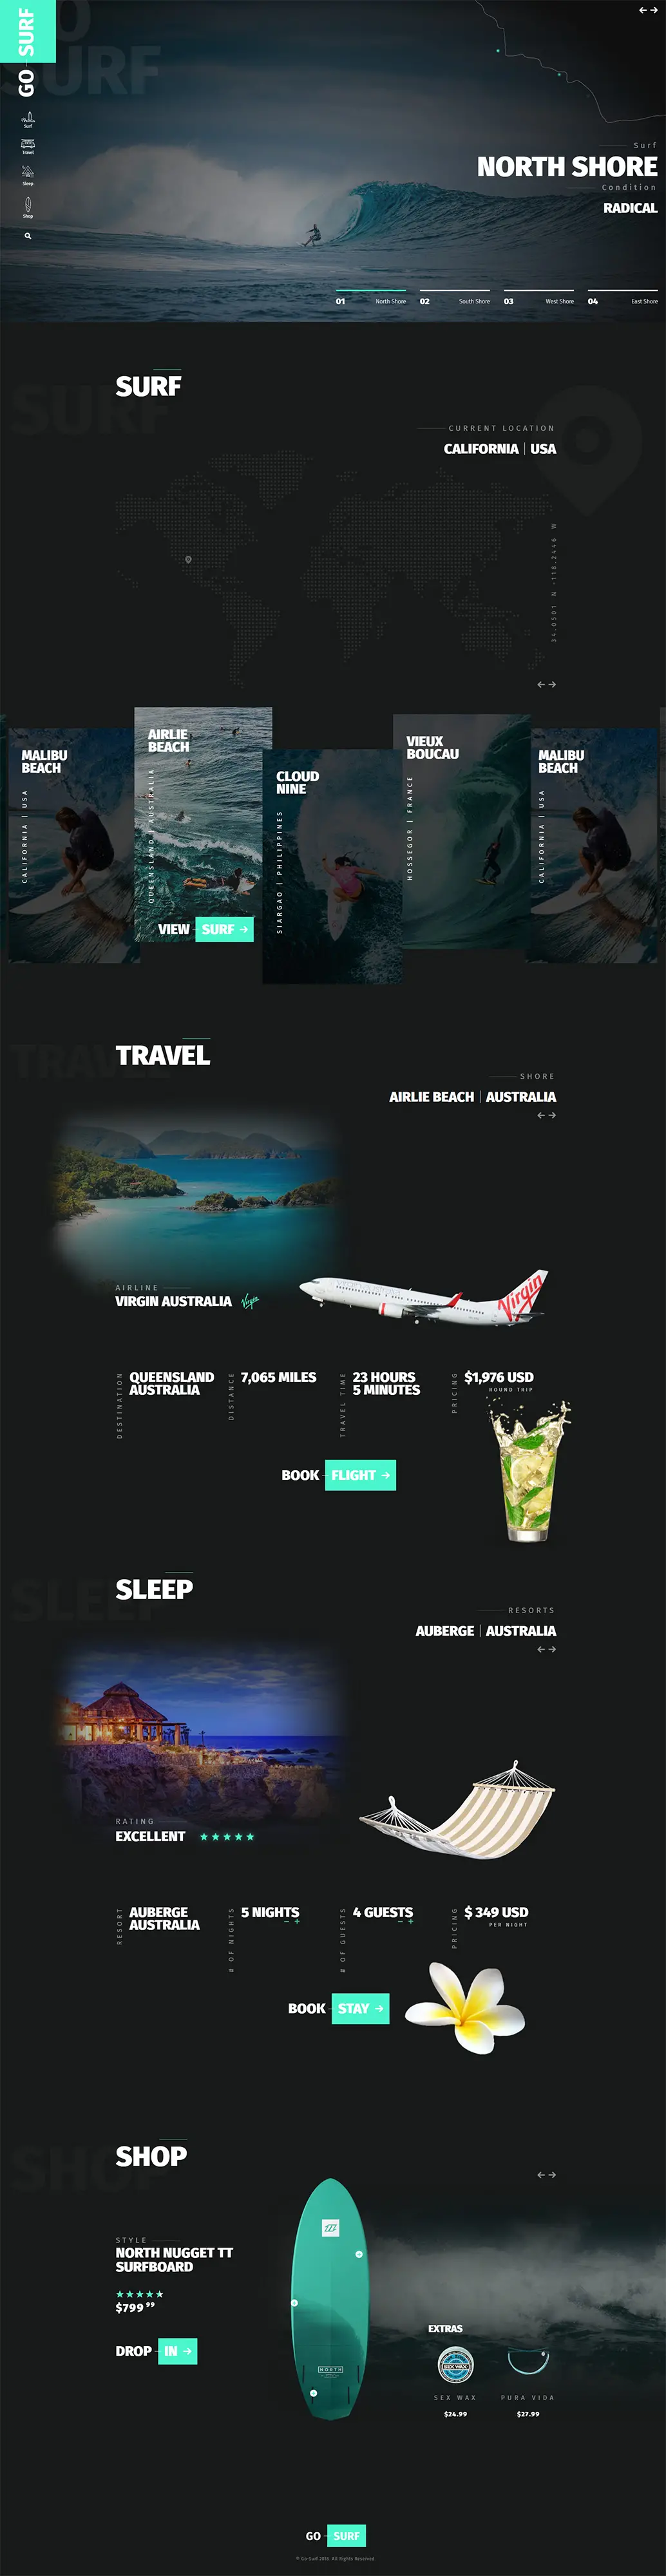 GO SURF
GO
SURF
Surf
Travel
Sleep
Shop
Surf
NORTH SHORE
Condition
RADICAL
01 North Shore
02 South Shore
03 West Shore
04 East Shore
SURF
SURF
CURRENT LOCATION
CALIFORNIA | USA
34.0501 N -118.2446 W
MALIBU
BEACH
CALIFORNIA | USA
AIRLIE
BEACH
QUEENSLAND | AUSTRALIA
VIEW SURF →
CLOUD
NINE
SIARGAO | PHILIPPINES
VIEUX
BOUCAU
HOSSEGOR | FRANCE
MALIBU
BEACH
CALIFORNIA | USA
TRAVEL
TRAVEL
SHORE
AIRLIE BEACH | AUSTRALIA
AIRLINE
VIRGIN AUSTRALIA
Virgin
Virgin
DESTINATION
QUEENSLAND
AUSTRALIA
DISTANCE
7,065 MILES
TRAVEL TIME
23 HOURS
5 MINUTES
PRICING
$1,976 USD
ROUND TRIP
BOOK FLIGHT →
SLEEP
SLEEP
RESORTS
AUBERGE | AUSTRALIA
RATING
EXCELLENT ★★★★★
RESORT
AUBERGE
AUSTRALIA
# OF NIGHTS
5 NIGHTS
− +
# OF GUESTS
4 GUESTS
− +
PRICING
$ 349 USD
PER NIGHT
BOOK STAY →
SHOP
SHOP
STYLE
NORTH NUGGET TT
SURFBOARD
$799 99
DROP IN →
NORTH
EXTRAS
SEX WAX
SEX WAX
$24.99
PURA VIDA
$27.99
GO SURF
© Go Surf 2018. All Rights Reserved.